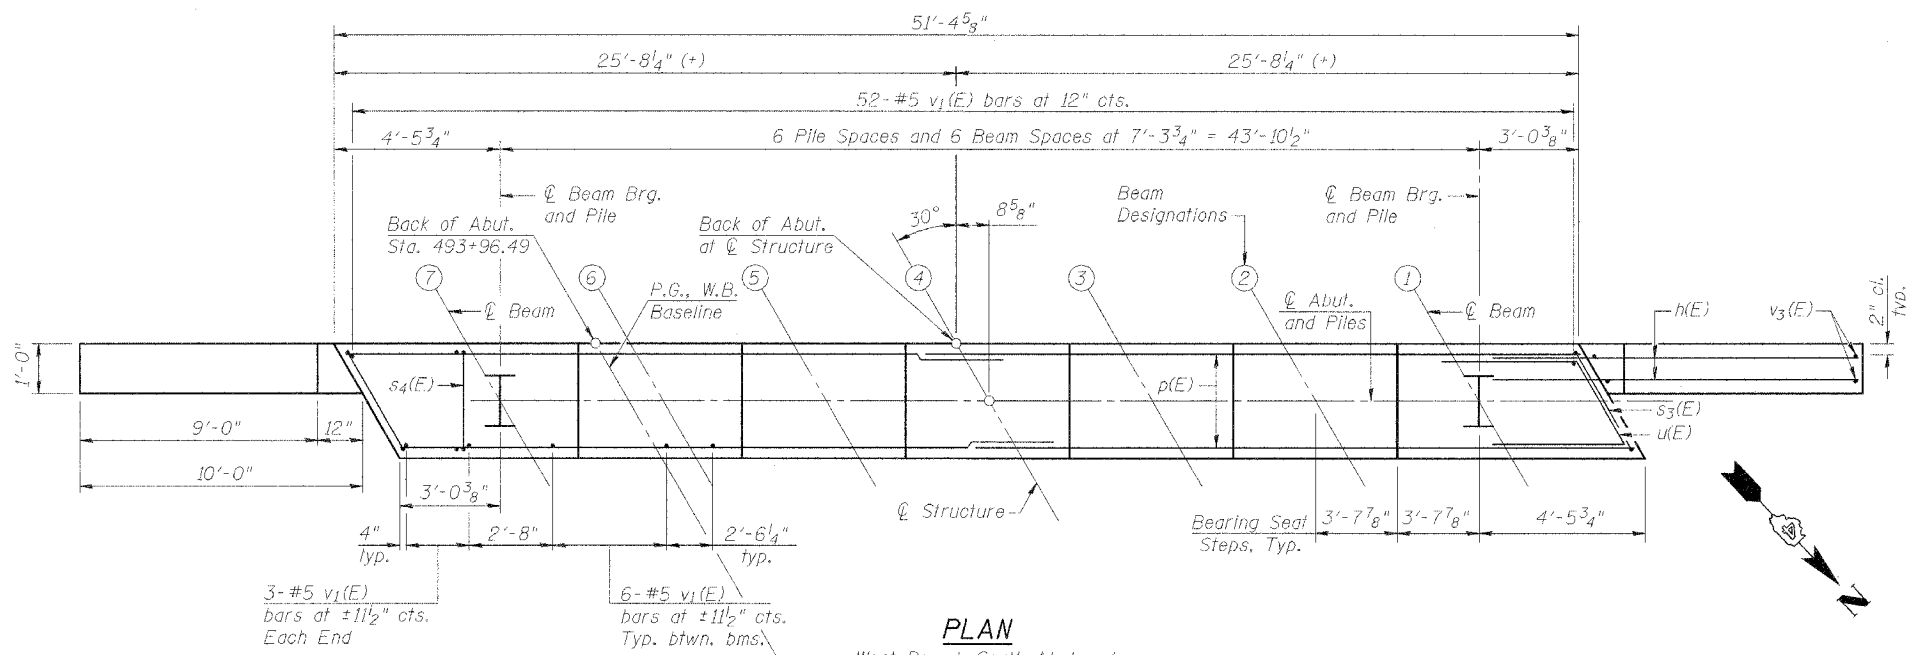 51'-4 5/8"
25'-8 1/4" (+)
25'-8 1/4" (+)
52-#5 v1(E) bars at 12" cts.
4'-5 3/4"
6 Pile Spaces and 6 Beam Spaces at 7'-3 3/4" = 43'-10 1/2"
3'-0 3/8"
℄ Beam Brg.
and Pile
Back of Abut.
Sta. 493+96.49
Back of Abut.
at ℄ Structure
30°
8 5/8"
Beam
Designations
℄ Beam Brg.
and Pile
7
6
5
4
3
2
1
℄ Beam
P.G., W.B.
Baseline
℄ Abut.
and Piles
℄ Beam
h(E)
v3(E)
2" cl.
typ.
1'-0"
s4(E)
p(E)
s3(E)
u(E)
9'-0"
12"
10'-0"
3'-0 3/8"
℄ Structure
4"
typ.
2'-8"
2'-6 1/4"
typ.
Bearing Seat
Steps, Typ.
3'-7 7/8"
3'-7 7/8"
4'-5 3/4"
3-#5 v1(E)
bars at ±11 1/2" cts.
Each End
6-#5 v1(E)
bars at ±11 1/2" cts.
Typ. btwn. bms.
PLAN
N